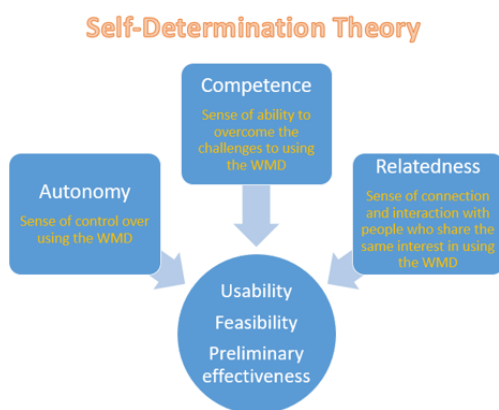 Self-Determination Theory
Competence
Sense of ability to
overcome the
challenges to using
the WMD
Autonomy
Sense of control over
using the WMD
Relatedness
Sense of connection
and interaction with
people who share the
same interest in using
the WMD
Usability
Feasibility
Preliminary
effectiveness